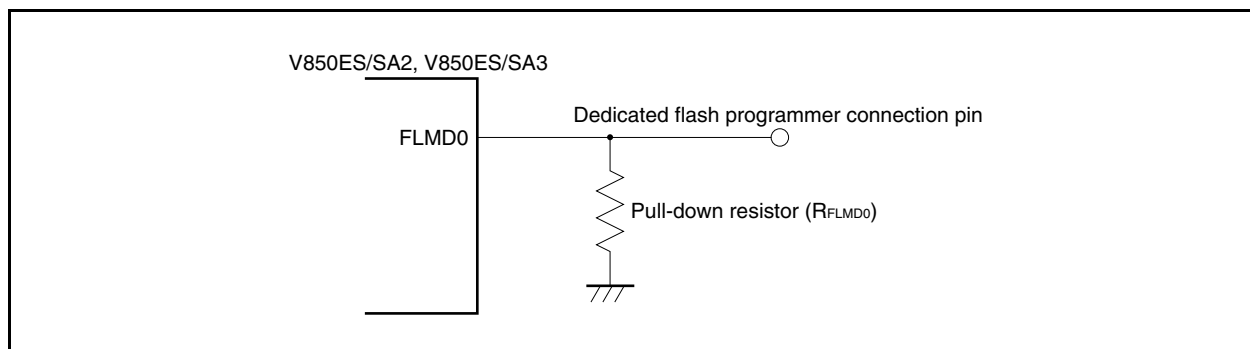 V850ES/SA2, V850ES/SA3
Dedicated flash programmer connection pin
FLMD0
Pull-down resistor (RFLMD0)